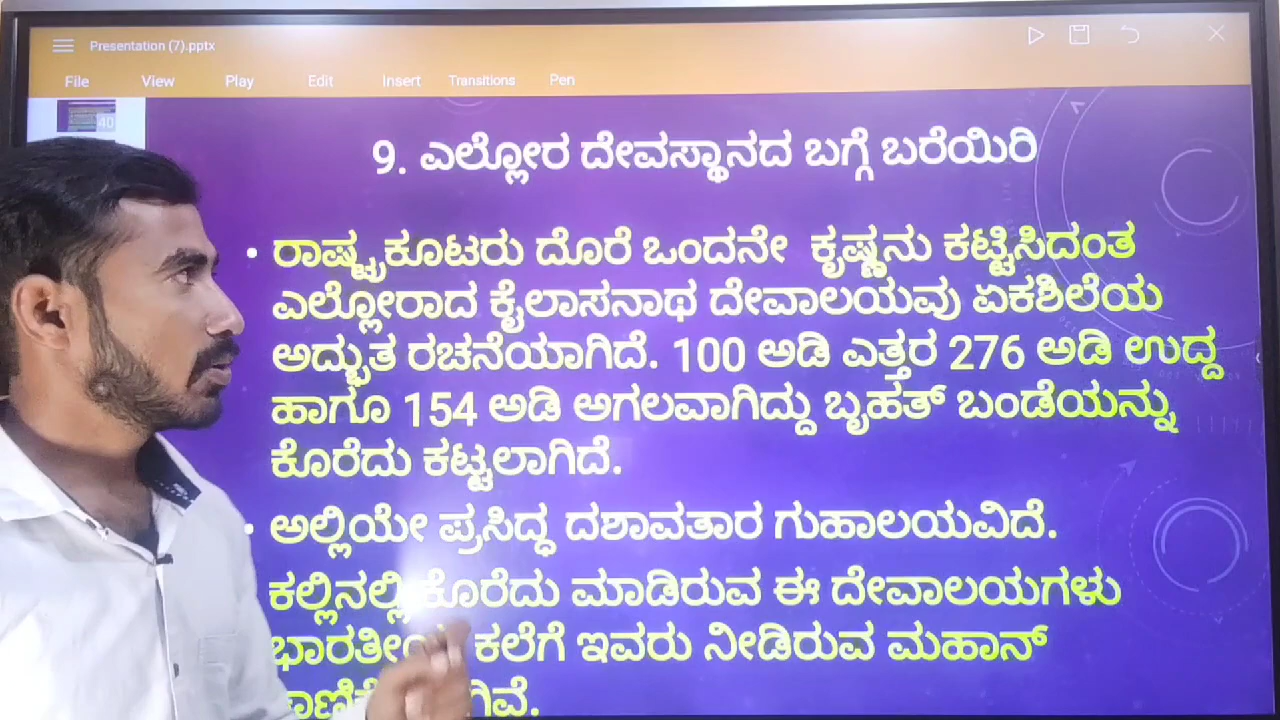 Presentation (7).pptx
File View Play Edit Insert Transitions Pen
40
9. ಎಲ್ಲೋರ ದೇವಸ್ಥಾನದ ಬಗ್ಗೆ ಬರೆಯಿರಿ
• ರಾಷ್ಟ್ರಕೂಟರು ದೊರೆ ಒಂದನೇ ಕೃಷ್ಣನು ಕಟ್ಟಿಸಿದಂತ
ಎಲ್ಲೋರಾದ ಕೈಲಾಸನಾಥ ದೇವಾಲಯವು ಏಕಶಿಲೆಯ
ಅದ್ಭುತ ರಚನೆಯಾಗಿದೆ. 100 ಅಡಿ ಎತ್ತರ 276 ಅಡಿ ಉದ್ದ
ಹಾಗೂ 154 ಅಡಿ ಅಗಲವಾಗಿದ್ದು ಬೃಹತ್ ಬಂಡೆಯನ್ನು
ಕೊರೆದು ಕಟ್ಟಲಾಗಿದೆ.
• ಅಲ್ಲಿಯೇ ಪ್ರಸಿದ್ಧ ದಶಾವತಾರ ಗುಹಾಲಯವಿದೆ.
ಕಲ್ಲಿನಲ್ಲಿ ಕೊರೆದು ಮಾಡಿರುವ ಈ ದೇವಾಲಯಗಳು
ಕಲೆಗೆ ಇವರು ನೀಡಿರುವ ಮಹಾನ್